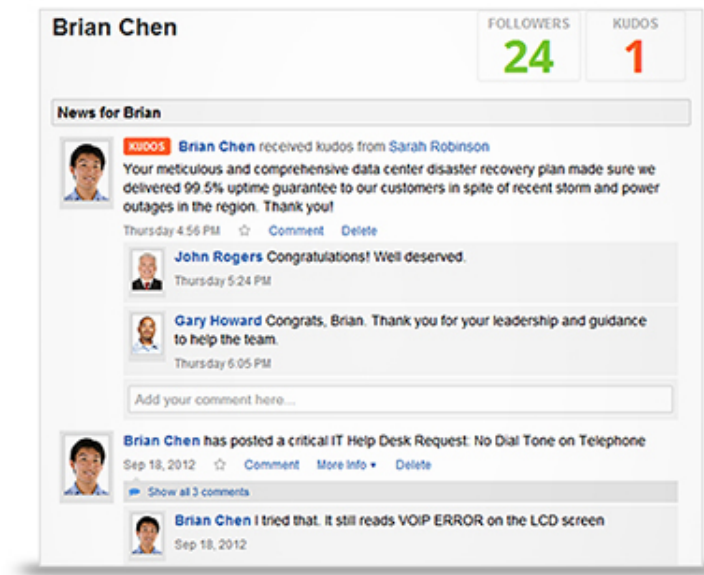 Brian Chen
FOLLOWERS
24
KUDOS
1
News for Brian
KUDOS Brian Chen received kudos from Sarah Robinson
Your meticulous and comprehensive data center disaster recovery plan made sure we
delivered 99.5% uptime guarantee to our customers in spite of recent storm and power
outages in the region. Thank you!
Thursday 4:56 PM Comment Delete
John Rogers Congratulations! Well deserved.
Thursday 5:24 PM
Gary Howard Congrats, Brian. Thank you for your leadership and guidance
to help the team.
Thursday 6:05 PM
Add your comment here...
Brian Chen has posted a critical IT Help Desk Request: No Dial Tone on Telephone
Sep 18, 2012 Comment More Info Delete
Show all 3 comments
Brian Chen I tried that. It still reads VOIP ERROR on the LCD screen
Sep 18, 2012